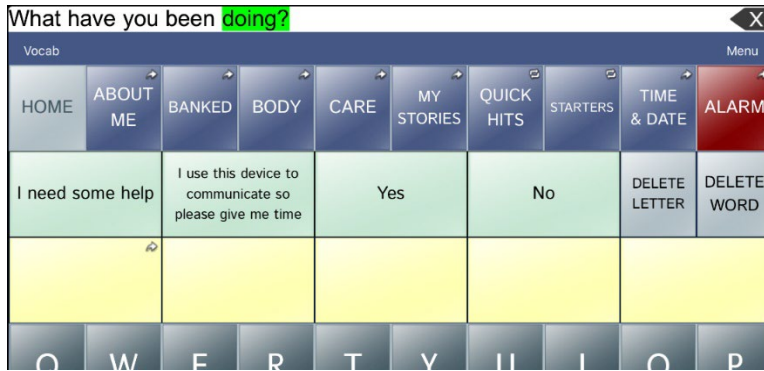 What have you been doing?
X
Vocab
Menu
HOME
ABOUT
ME
BANKED
BODY
CARE
MY
STORIES
QUICK
HITS
STARTERS
TIME
& DATE
ALARM
I need some help
I use this device to
communicate so
please give me time
Yes
No
DELETE
LETTER
DELETE
WORD
Q W E R T Y U I O P